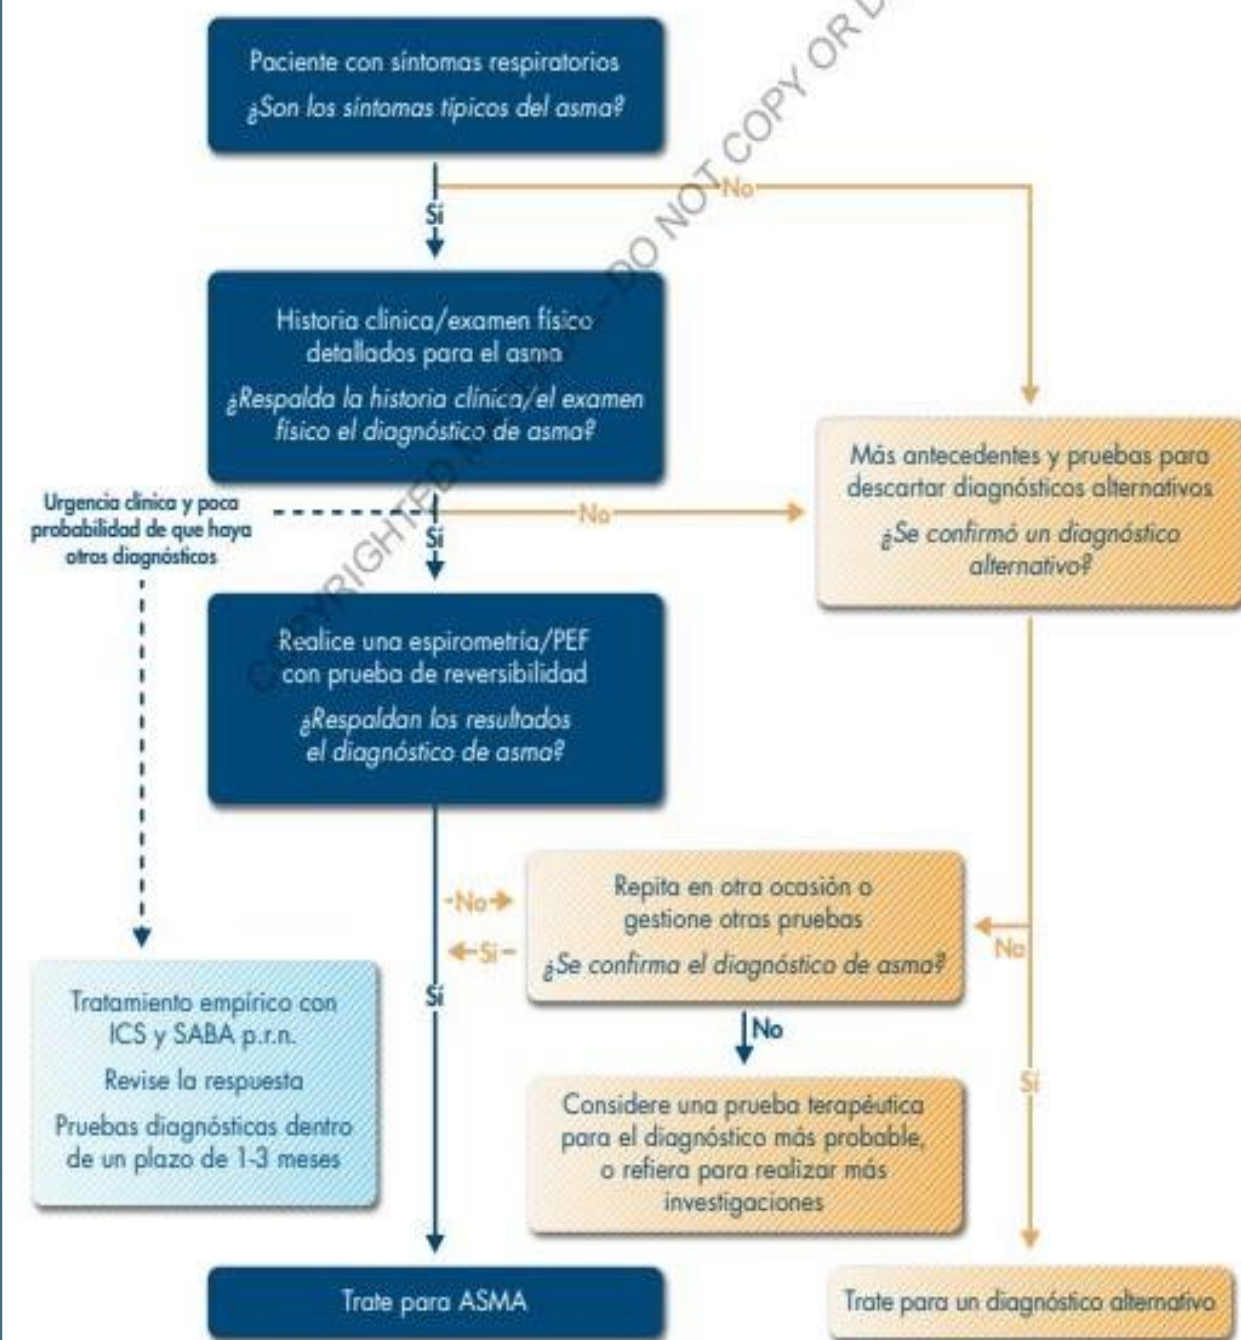 Paciente con síntomas respiratorios
¿Son los síntomas típicos del asma?
No
Sí
Historia clínica/examen físico
detallados para el asma
¿Respalda la historia clínica/el examen
físico el diagnóstico de asma?
Más antecedentes y pruebas para
descartar diagnósticos alternativos
¿Se confirmó un diagnóstico
alternativo?
Urgencia clínica y poca
probabilidad de que haya
otros diagnósticos
No
Sí
Realice una espirometría/PEF
con prueba de reversibilidad
¿Respaldan los resultados
el diagnóstico de asma?
Repita en otra ocasión o
gestione otras pruebas
¿Se confirma el diagnóstico de asma?
No
Sí
No
Sí
No
Sí
Tratamiento empírico con
ICS y SABA p.r.n.
Revise la respuesta
Pruebas diagnósticas dentro
de un plazo de 1-3 meses
Considere una prueba terapéutica
para el diagnóstico más probable,
o refiera para realizar más
investigaciones
Trate para ASMA
Trate para un diagnóstico alternativo
COPYRIGHTED MATERIAL - DO NOT COPY OR